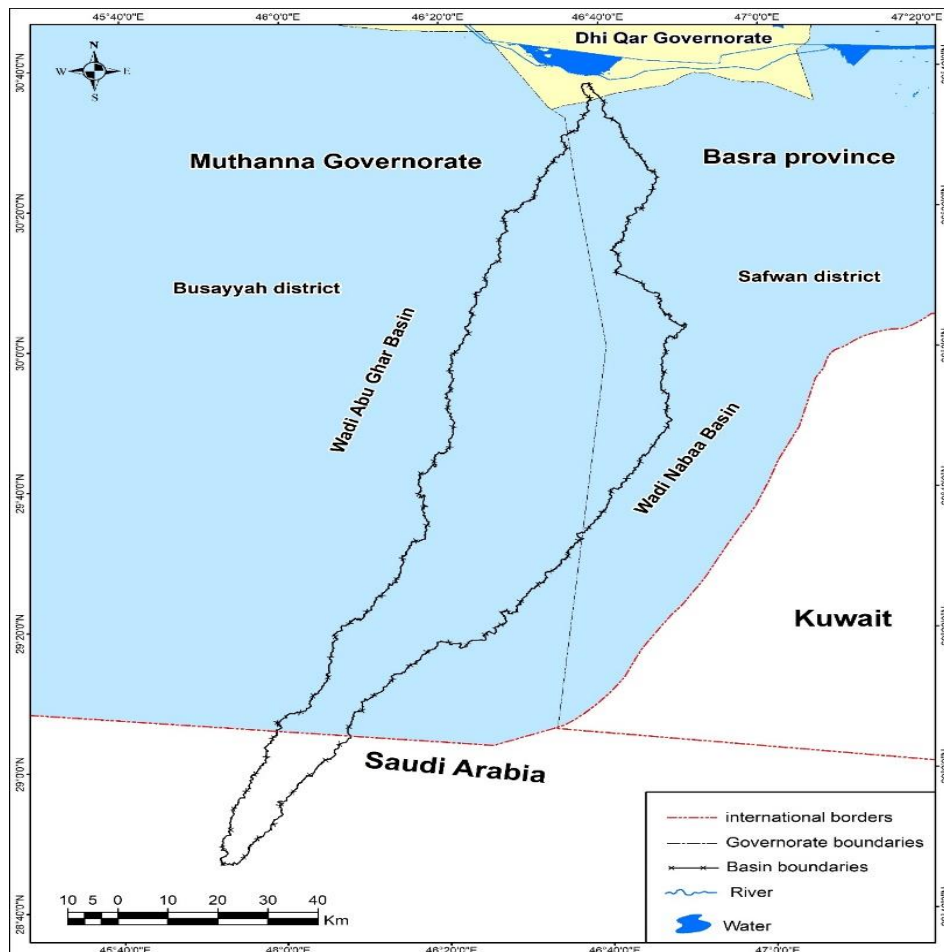 45°40'0"E 46°0'0"E 46°20'0"E 46°40'0"E 47°0'0"E 47°20'0"E
Dhi Qar Governorate
N
W E
S
30°40'0"N
Muthanna Governorate
Basra province
30°20'0"N
Busayyah district
Safwan district
Wadi Abu Ghar Basin
30°0'0"N
Wadi Nabaa Basin
29°40'0"N
Kuwait
29°20'0"N
Saudi Arabia
29°0'0"N
international borders
Governorate boundaries
Basin boundaries
River
Water
10 5 0 10 20 30 40
Km
28°40'0"N
45°40'0"E 46°0'0"E 46°20'0"E 46°40'0"E 47°0'0"E